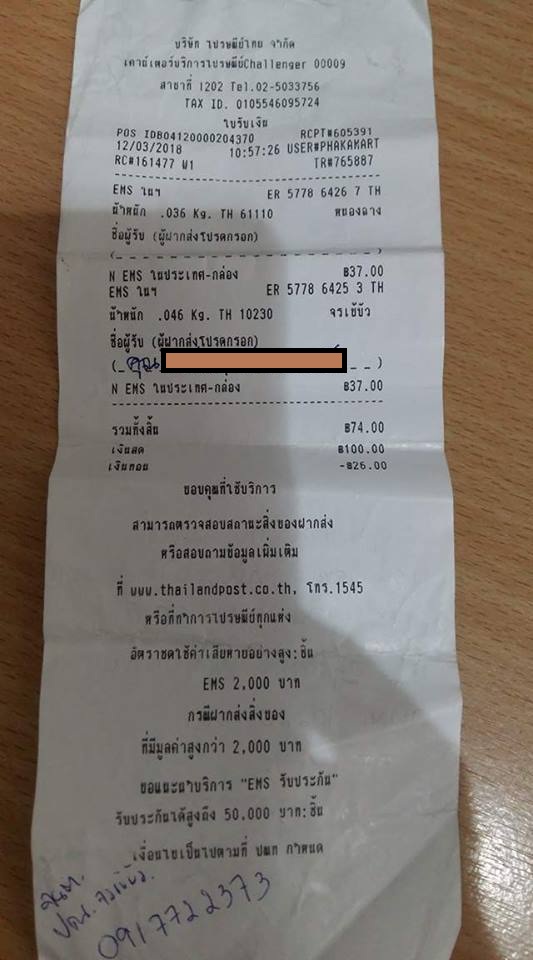 บริษัท ไปรษณีย์ไทย จำกัด
เคาน์เตอร์บริการไปรษณีย์Challenger 00009
สาขาที่ 1202 Tel.02-5033756
TAX ID. 0105546095724
ใบรับเงิน
POS IDB04120000204370 RCPT#605391
12/03/2018 10:57:26 USER#PHAKAKART
RC#161477 W1 TR#765887
EMS ในฯ ER 5778 6426 7 TH
น้ำหนัก .036 Kg. TH 61110 หนองฉาง
ชื่อผู้รับ (ผู้ฝากส่งโปรดกรอก)
(_ _ _ _ _ _ _ _ _ _ _ _ _ _ _ _ _ _ _ _ _ )
N EMS ในประเทศ-กล่อง ฿37.00
EMS ในฯ ER 5778 6425 3 TH
น้ำหนัก .046 Kg. TH 10230 จรเข้บัว
ชื่อผู้รับ (ผู้ฝากส่งโปรดกรอก)
(_ คุณ _ _ )
N EMS ในประเทศ-กล่อง ฿37.00
รวมทั้งสิ้น ฿74.00
เงินสด ฿100.00
เงินทอน -฿26.00
ขอบคุณที่ใช้บริการ
สามารถตรวจสอบสถานะสิ่งของฝากส่ง
หรือสอบถามข้อมูลเพิ่มเติม
ที่ www.thailandpost.co.th, โทร.1545
หรือที่ทำการไปรษณีย์ทุกแห่ง
อัตราชดใช้ค่าเสียหายอย่างสูง:ชิ้น
EMS 2,000 บาท
กรณีฝากส่งสิ่งของ
ที่มีมูลค่าสูงกว่า 2,000 บาท
ขอแนะนำบริการ "EMS รับประกัน"
รับประกันได้สูงถึง 50,000 บาท:ชิ้น
เงื่อนไขเป็นไปตามที่ ปณท กำหนด
ปณ. จรเข้บัว.
0917722373